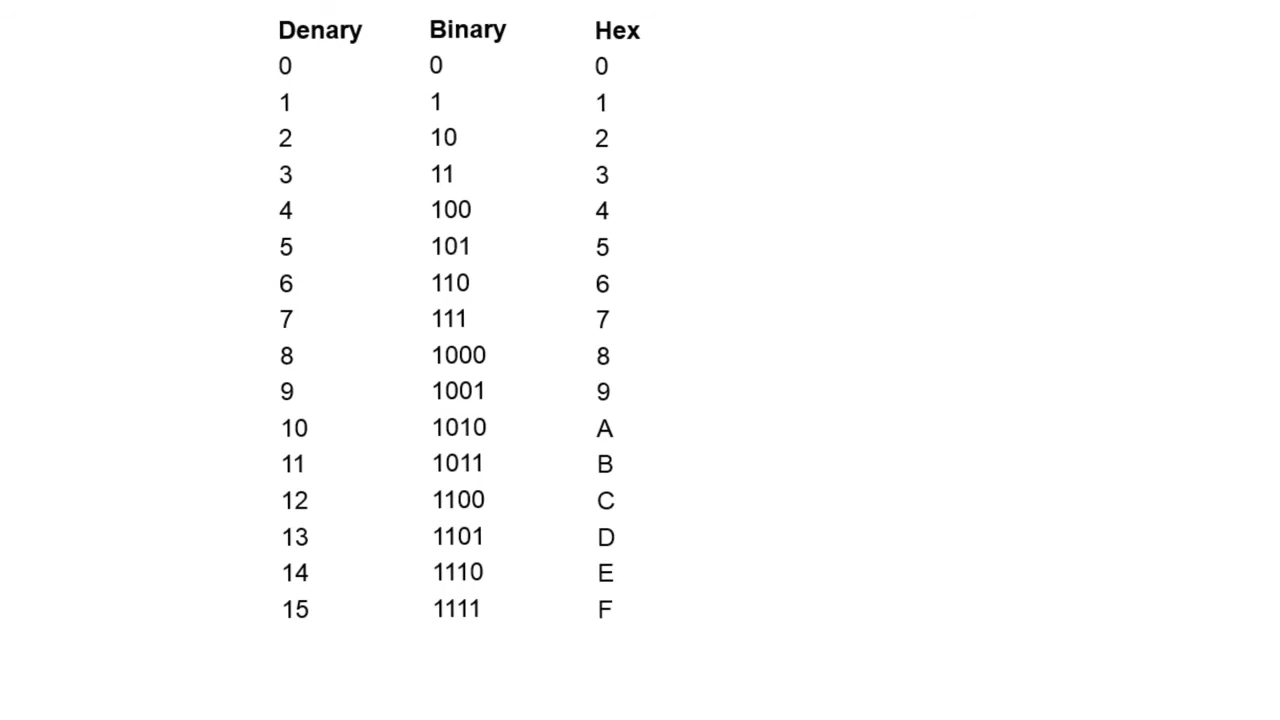 Denary Binary Hex
0 0 0
1 1 1
2 10 2
3 11 3
4 100 4
5 101 5
6 110 6
7 111 7
8 1000 8
9 1001 9
10 1010 A
11 1011 B
12 1100 C
13 1101 D
14 1110 E
15 1111 F